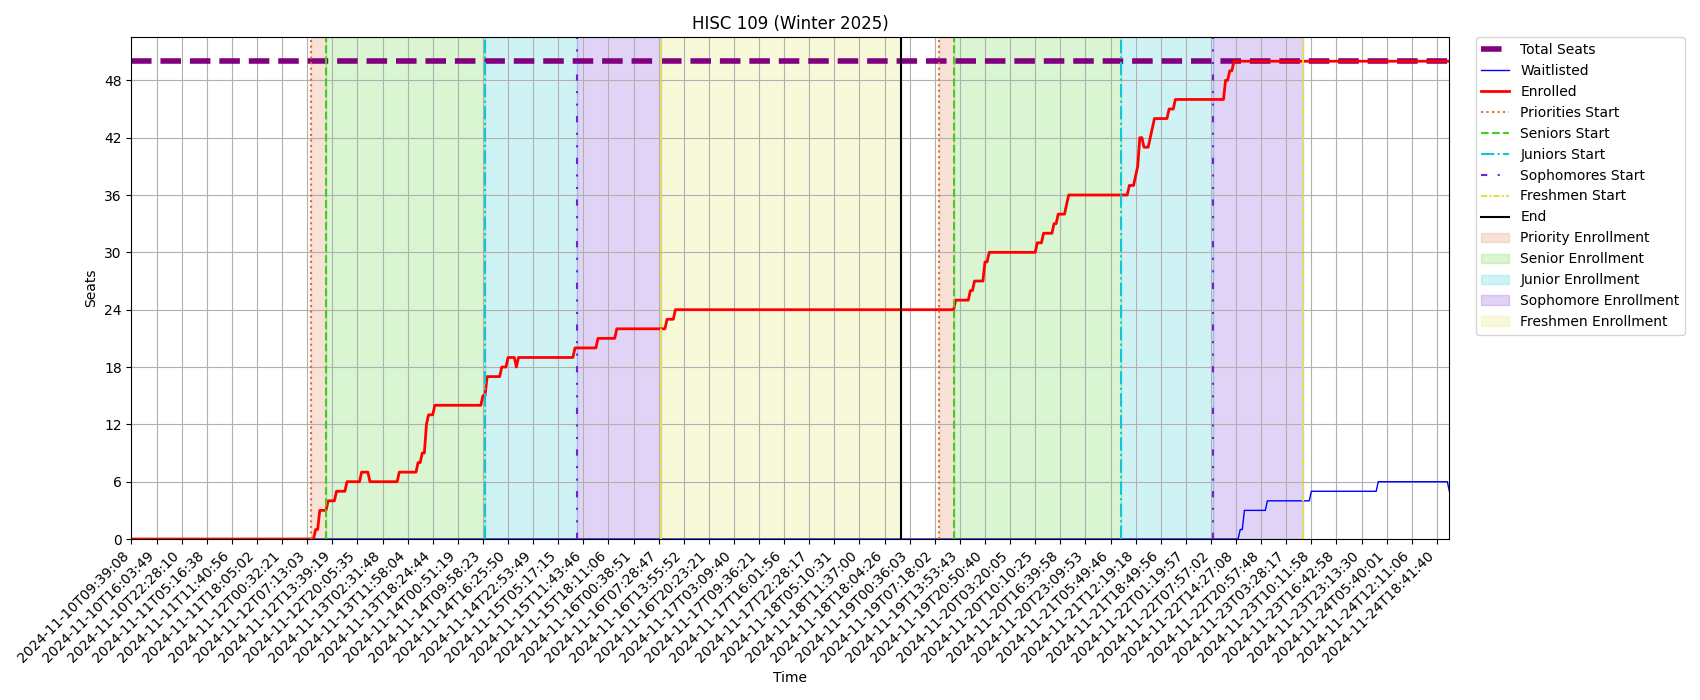 HISC 109 (Winter 2025)
Seats
48
42
36
30
24
18
12
6
0
2024-11-10T09:39:08
2024-11-10T16:03:49
2024-11-10T22:28:10
2024-11-11T05:16:38
2024-11-11T11:40:56
2024-11-11T18:05:02
2024-11-12T00:32:21
2024-11-12T07:13:03
2024-11-12T13:39:19
2024-11-12T20:05:35
2024-11-13T02:31:48
2024-11-13T11:58:04
2024-11-13T18:24:44
2024-11-14T00:51:19
2024-11-14T09:58:23
2024-11-14T16:25:50
2024-11-14T22:53:49
2024-11-15T05:17:15
2024-11-15T11:43:46
2024-11-15T18:11:06
2024-11-16T00:38:51
2024-11-16T07:28:47
2024-11-16T13:55:52
2024-11-16T20:23:21
2024-11-17T03:09:40
2024-11-17T09:36:21
2024-11-17T16:01:56
2024-11-17T22:28:17
2024-11-18T05:10:31
2024-11-18T11:37:00
2024-11-18T18:04:26
2024-11-19T00:36:03
2024-11-19T07:18:02
2024-11-19T13:53:43
2024-11-19T20:50:40
2024-11-20T03:20:05
2024-11-20T10:10:25
2024-11-20T16:39:58
2024-11-20T23:09:53
2024-11-21T05:49:46
2024-11-21T12:19:18
2024-11-21T18:49:56
2024-11-22T01:19:57
2024-11-22T07:57:02
2024-11-22T14:27:08
2024-11-22T20:57:48
2024-11-23T03:28:17
2024-11-23T10:11:58
2024-11-23T16:42:58
2024-11-23T23:13:30
2024-11-24T05:40:01
2024-11-24T12:11:06
2024-11-24T18:41:40
Time
Total Seats
Waitlisted
Enrolled
Priorities Start
Seniors Start
Juniors Start
Sophomores Start
Freshmen Start
End
Priority Enrollment
Senior Enrollment
Junior Enrollment
Sophomore Enrollment
Freshmen Enrollment